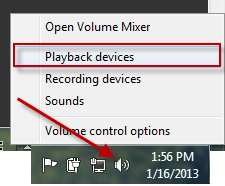 Open Volume Mixer
Playback devices
Recording devices
Sounds
Volume control options
1:56 PM
1/16/2013